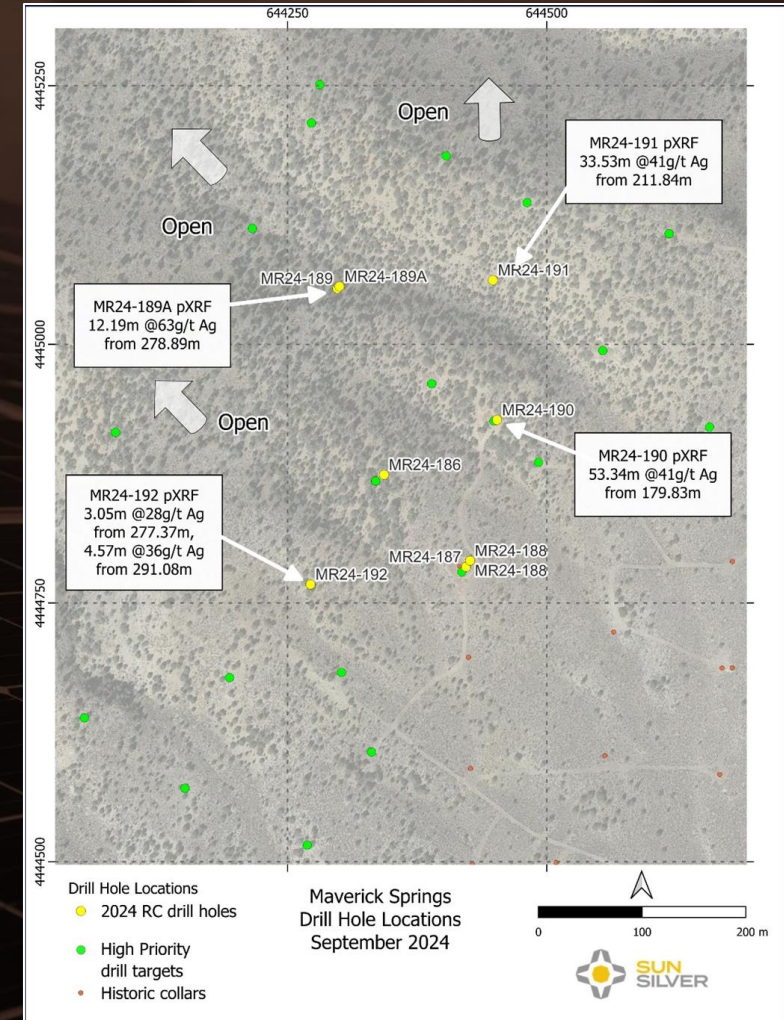 644250
644500
4445250
4445000
4444750
4444500
Open
MR24-191 pXRF
33.53m @41g/t Ag
from 211.84m
Open
MR24-189
MR24-189A
MR24-191
MR24-189A pXRF
12.19m @63g/t Ag
from 278.89m
Open
MR24-190
MR24-190 pXRF
53.34m @41g/t Ag
from 179.83m
MR24-186
MR24-192 pXRF
3.05m @28g/t Ag
from 277.37m,
4.57m @36g/t Ag
from 291.08m
MR24-187
MR24-188
MR24-188
MR24-192
Drill Hole Locations
2024 RC drill holes
High Priority
drill targets
Historic collars
Maverick Springs
Drill Hole Locations
September 2024
0
100
200 m
SUN
SILVER